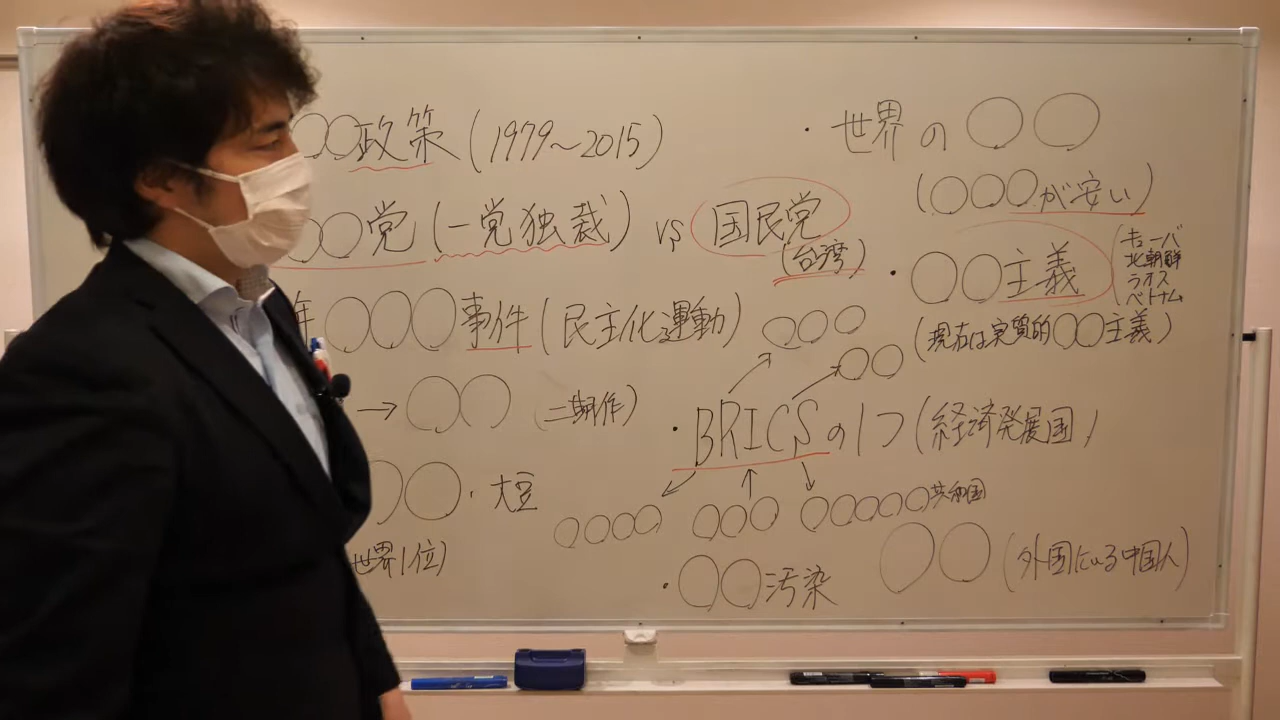 ○○政策(1979~2015)
○○党(一党独裁) vs 国民党
(台湾)
年○○○事件(民主化運動)
→○○ (二期作)
○○・大豆
世界1位)
・世界の○○
(○○○が安い)
・○○主義
(キューバ
北朝鮮
ラオス
ベトナム
(現在は実質的○○主義)
○○○
○○
・BRICSの1つ(経済発展国)
○○○○ ○○○ ○○○○○共和国
・○○汚染
○○(外国にいる中国人)